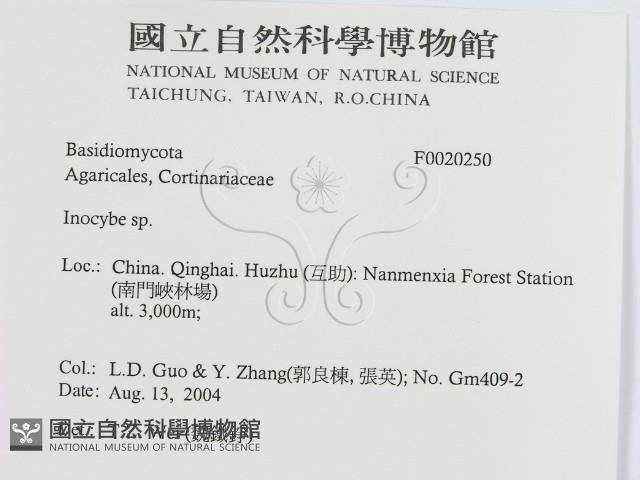 國立自然科學博物館
NATIONAL MUSEUM OF NATURAL SCIENCE
TAICHUNG, TAIWAN, R.O.CHINA
Basidiomycota F0020250
Agaricales, Cortinariaceae
Inocybe sp.
Loc.: China. Qinghai. Huzhu (互助): Nanmenxia Forest Station
(南門峽林場)
alt. 3,000m;
Col.: L.D. Guo & Y. Zhang(郭良棟, 張英); No. Gm409-2
Date: Aug. 13, 2004
國立自然科學博物館
NATIONAL MUSEUM OF NATURAL SCIENCE